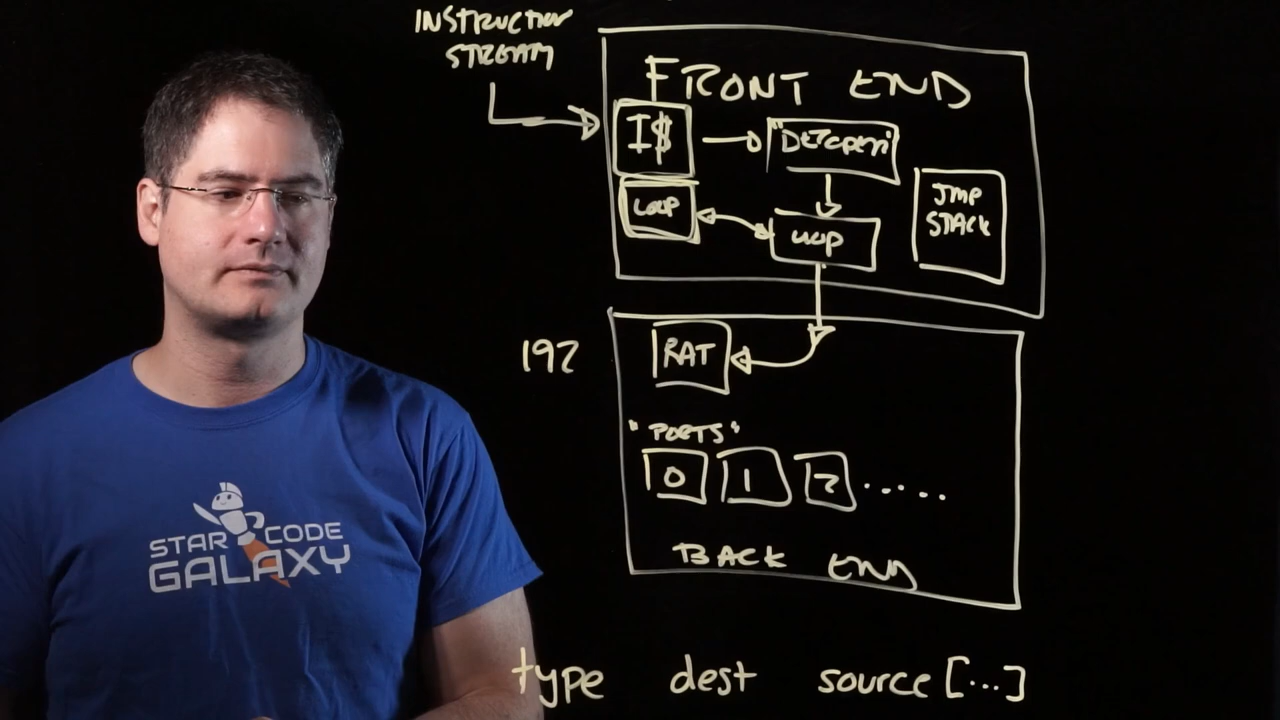 INSTRUCTION
STREAM
FRONT END
I$
LOOP
UOP
JMP
STACK
192
RAT
"PORTS"
0 1 2 .....
BACK END
type dest source [...]
STAR CODE
GALAXY